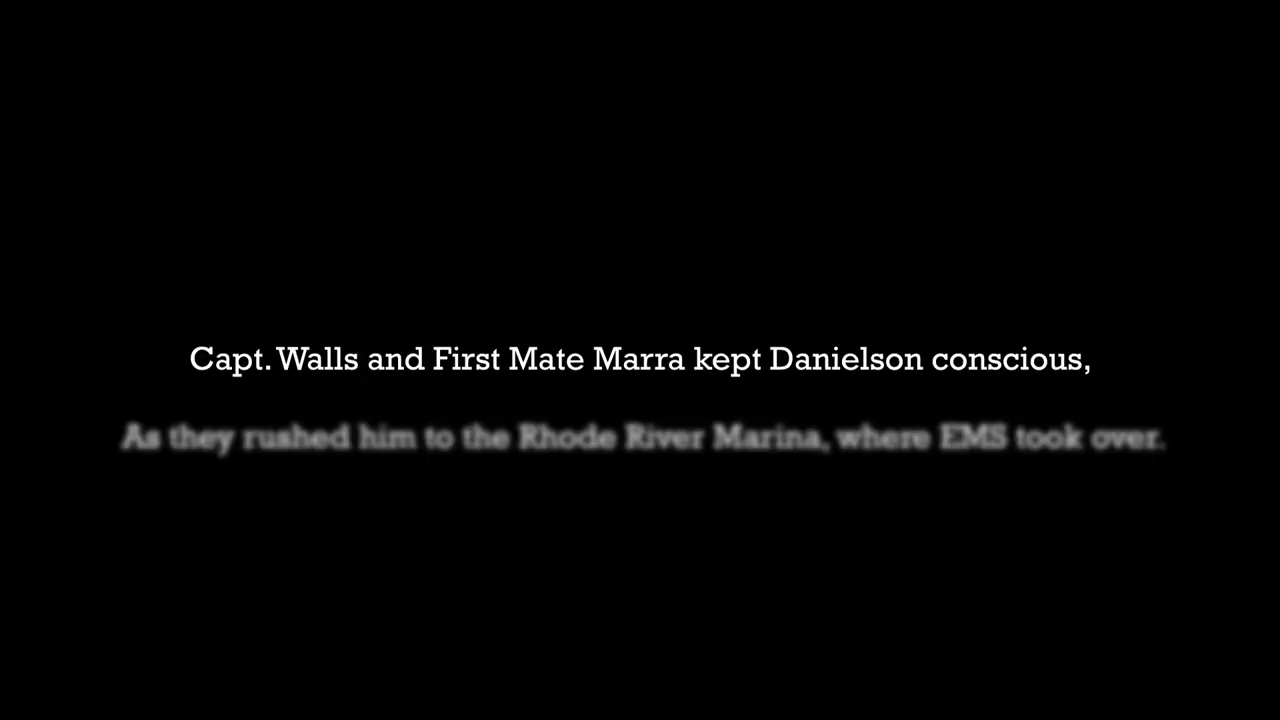 Capt. Walls and First Mate Marra kept Danielson conscious,
As they rushed him to the Rhode River Marina, where EMS took over.